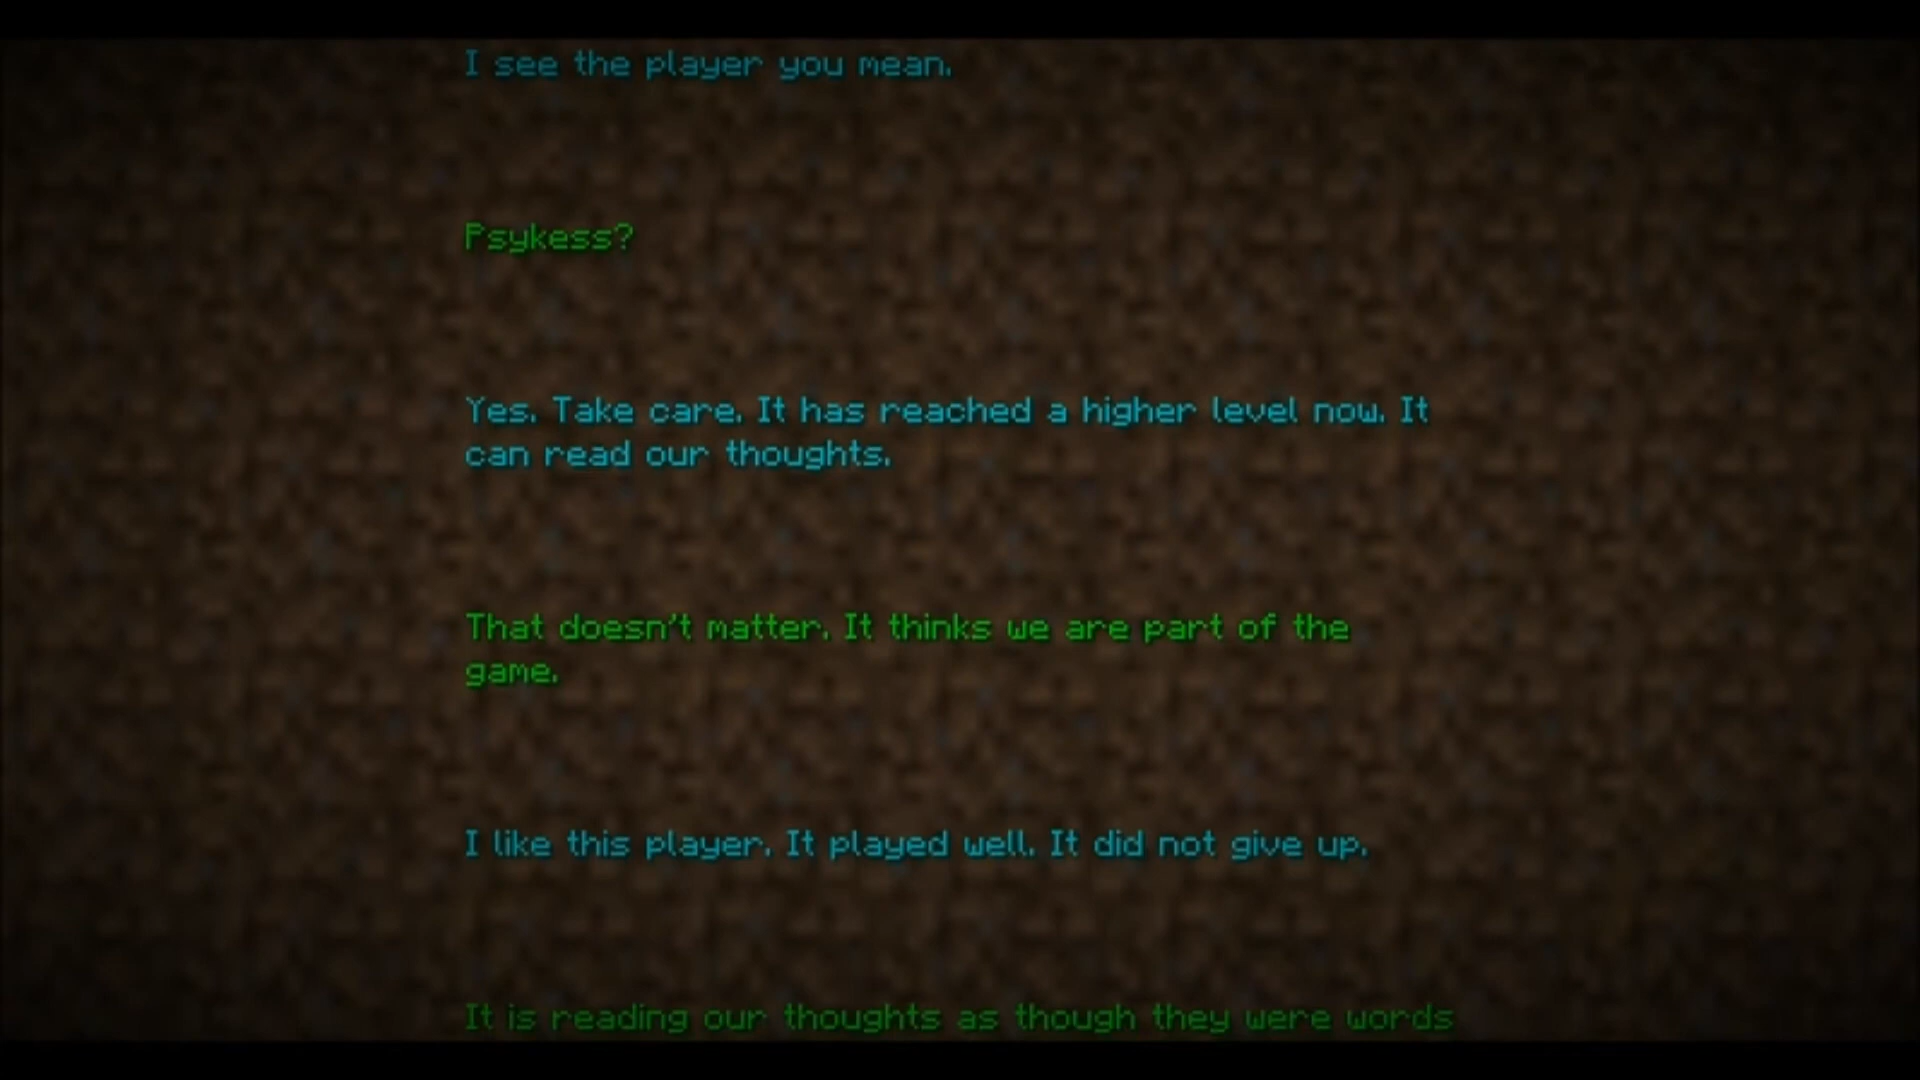 I see the player you mean.
Psykess?
Yes. Take care. It has reached a higher level now. It
can read our thoughts.
That doesn't matter. It thinks we are part of the
game.
I like this player. It played well. It did not give up.
It is reading our thoughts as though they were words